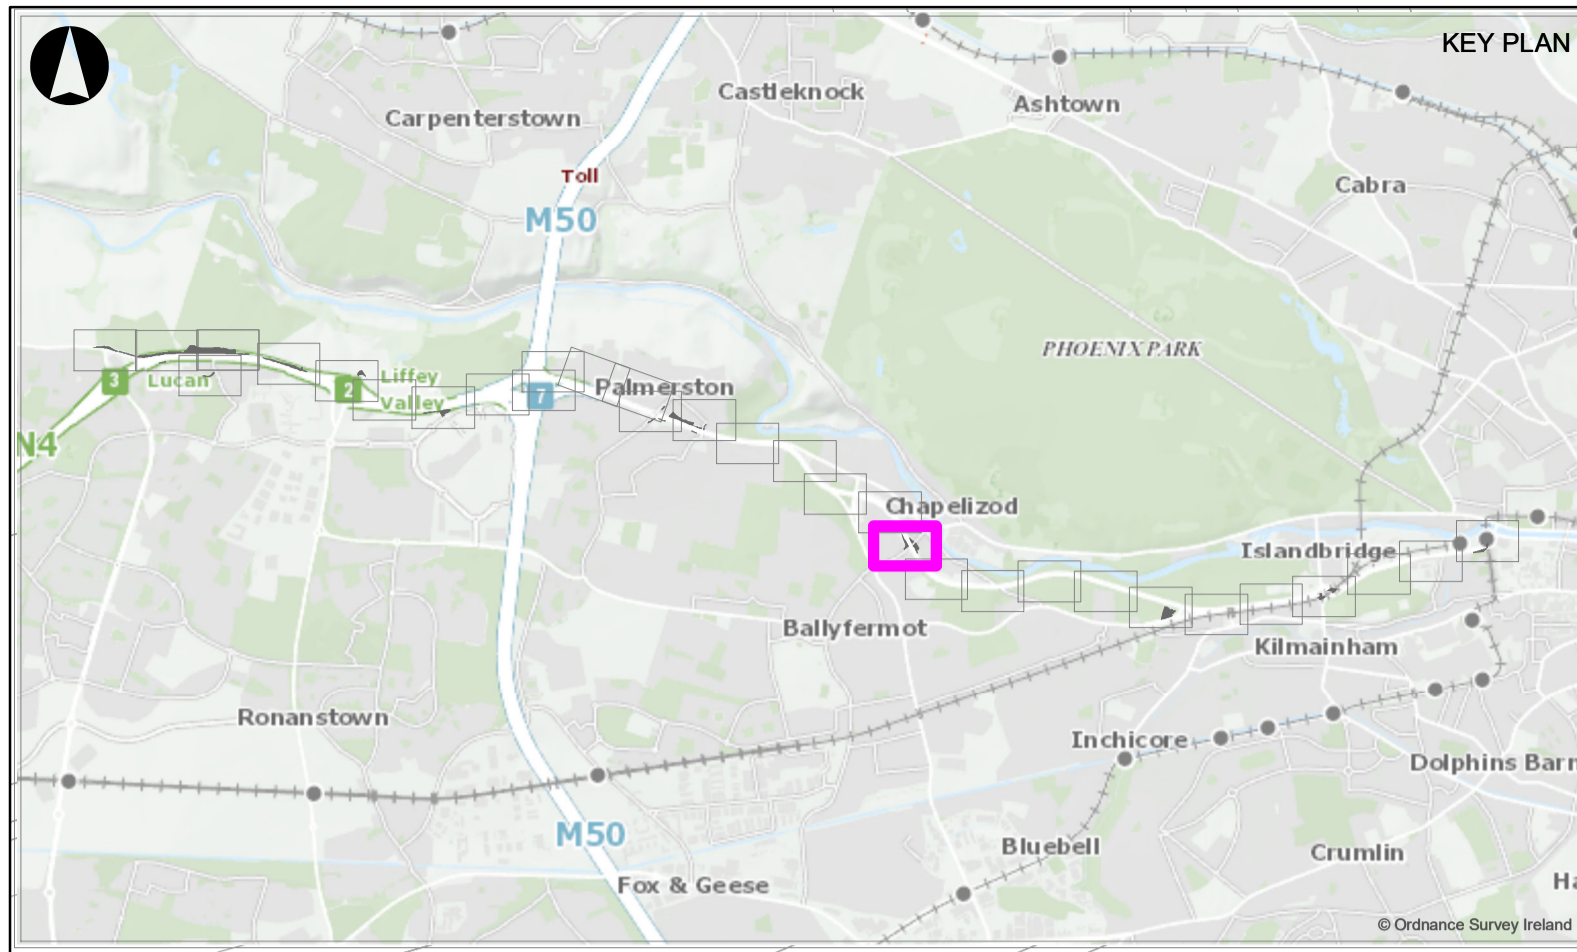 KEY PLAN
Castleknock
Ashtown
Carpenterstown
Toll
Cabra
M50
PHOENIX PARK
3
Lucan
2
Liffey
Valley
7
Palmerston
N4
Chapelizod
Islandbridge
Ballyfermot
Kilmainham
Ronanstown
Inchicore
Dolphins Barn
M50
Bluebell
Crumlin
Fox & Geese
Ha
© Ordnance Survey Ireland